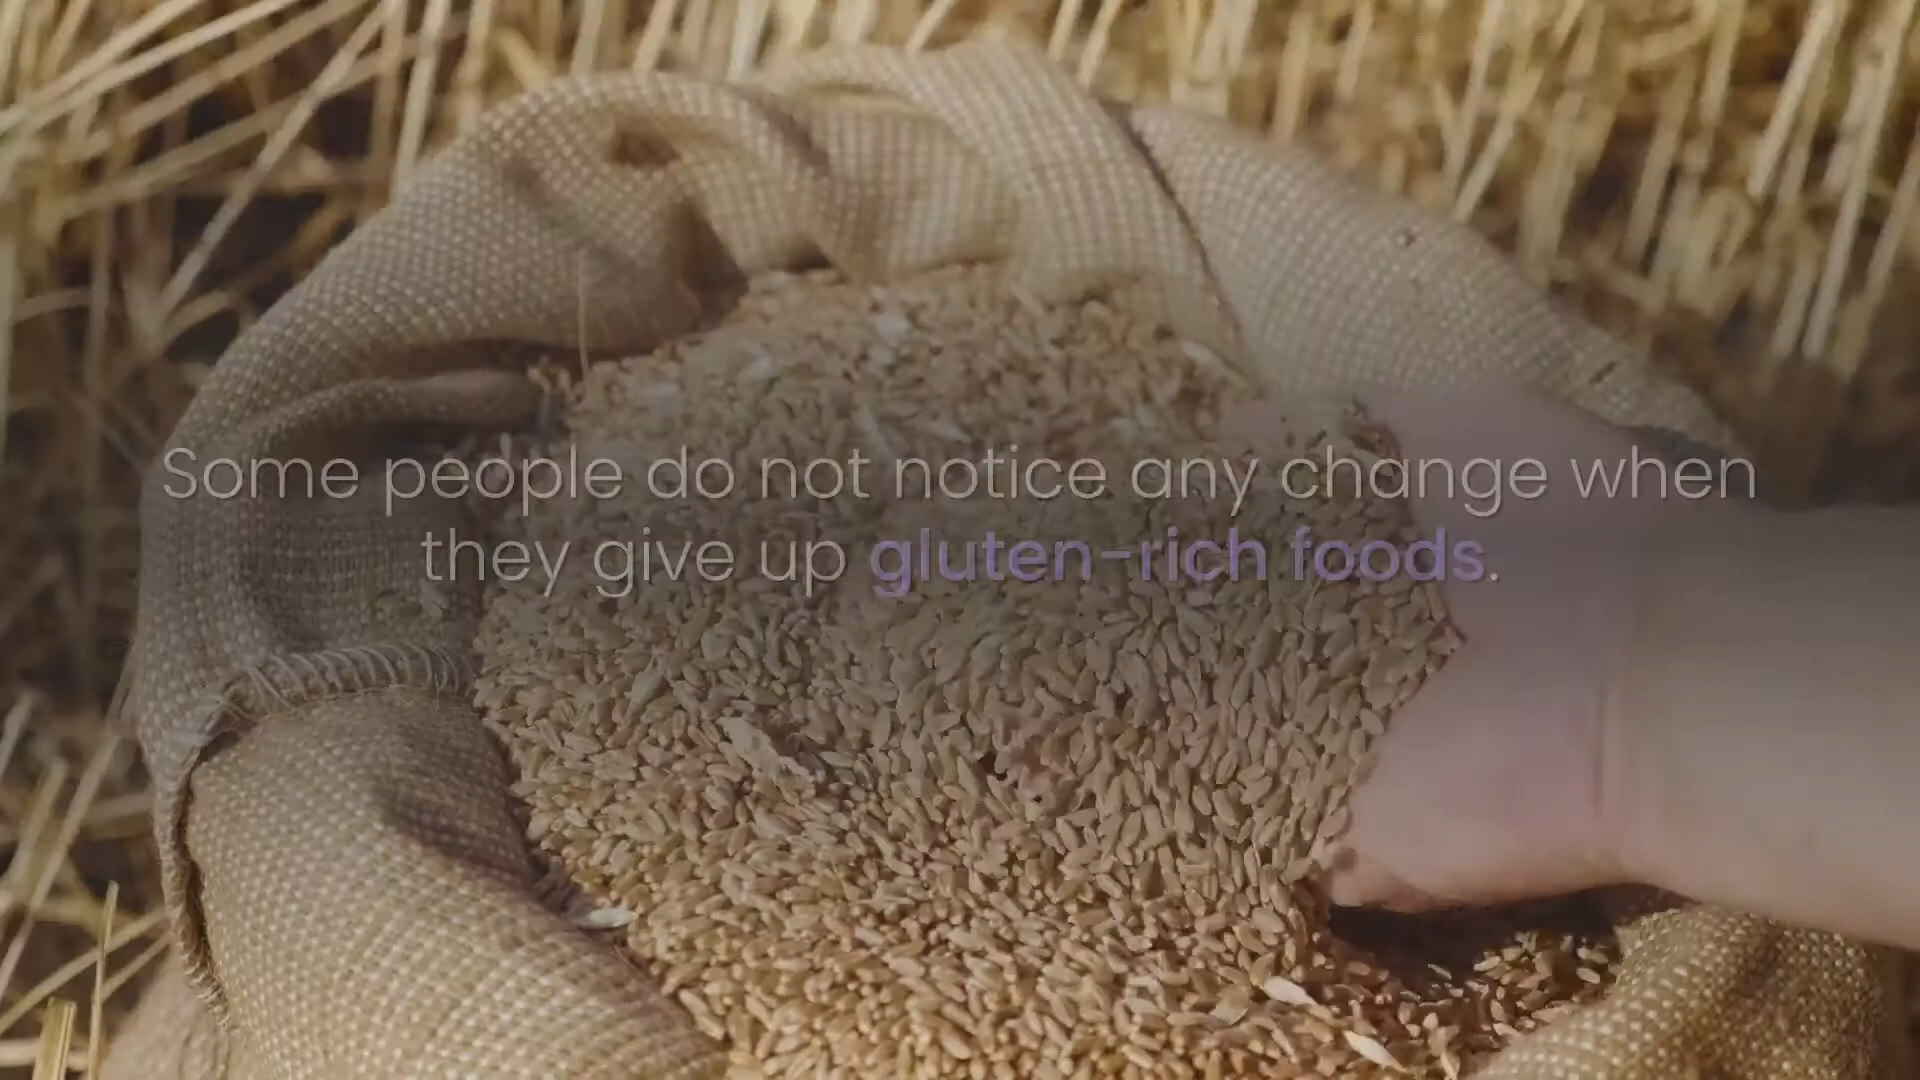 Some people do not notice any change when
they give up gluten-rich foods.